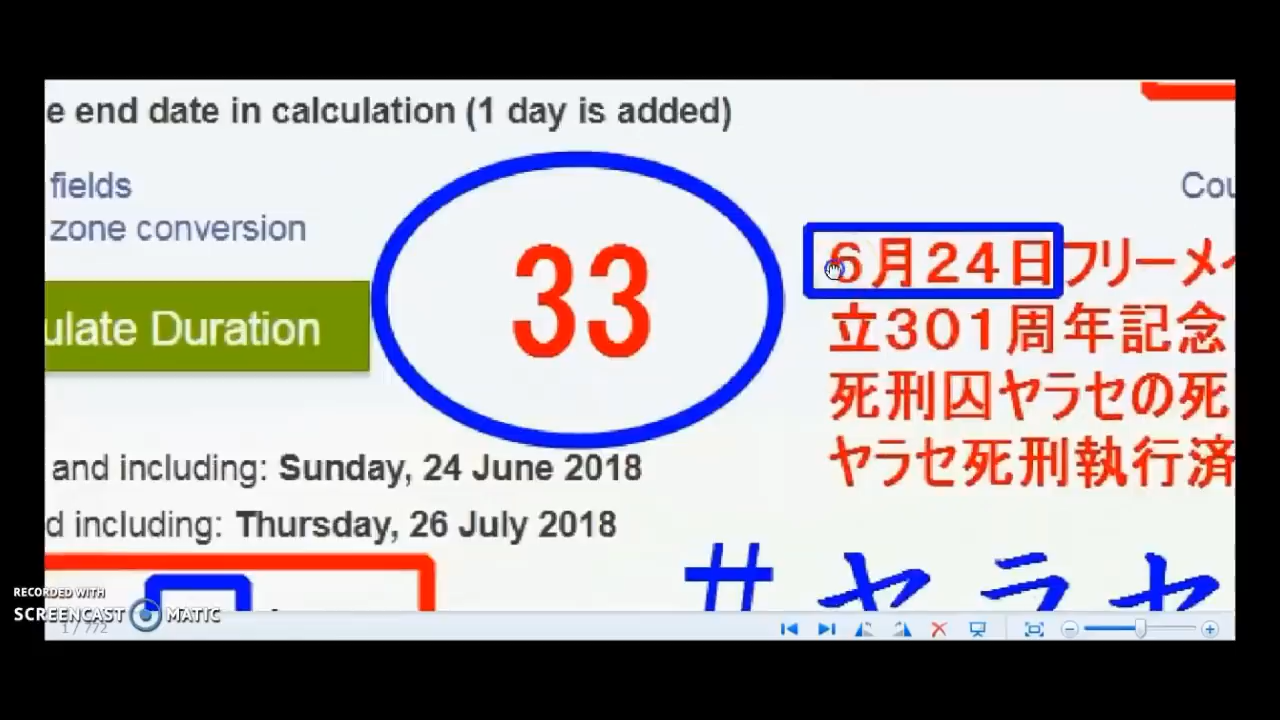 e end date in calculation (1 day is added)
fields
Cou
zone conversion
33
6月24日フリーメイ
ulate Duration
立301周年記念
死刑囚ヤラセの死
ヤラセ死刑執行済
and including: Sunday, 24 June 2018
d including: Thursday, 26 July 2018
#ヤラセ
RECORDED WITH
SCREENCAST MATIC
1 / 772